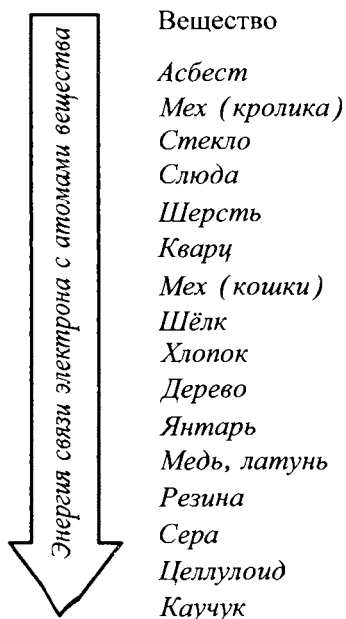 Энергия связи электрона с атомами вещества
Вещество
Асбест
Мех (кролика)
Стекло
Слюда
Шерсть
Кварц
Мех (кошки)
Шёлк
Хлопок
Дерево
Янтарь
Медь, латунь
Резина
Сера
Целлулоид
Каучук